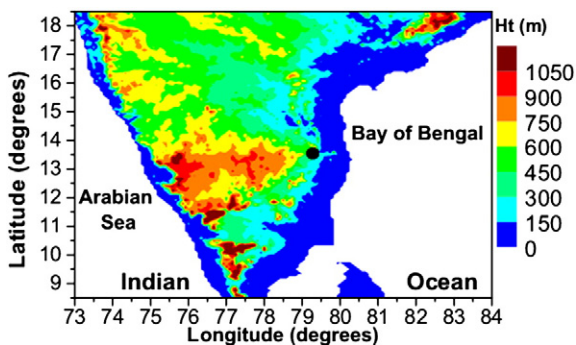 Ht (m)
18
17
16
15
14
13
12
11
10
9
Latitude (degrees)
Bay of Bengal
Arabian
Sea
Indian
Ocean
1050
900
750
600
450
300
150
0
73 74 75 76 77 78 79 80 81 82 83 84
Longitude (degrees)